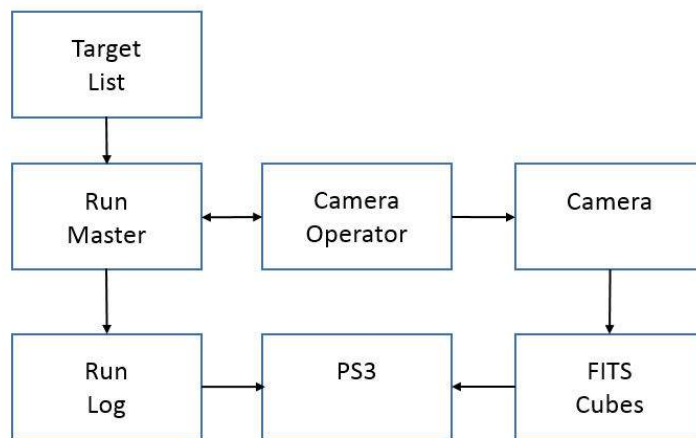 Target
List
Run
Master
Camera
Operator
Camera
Run
Log
PS3
FITS
Cubes